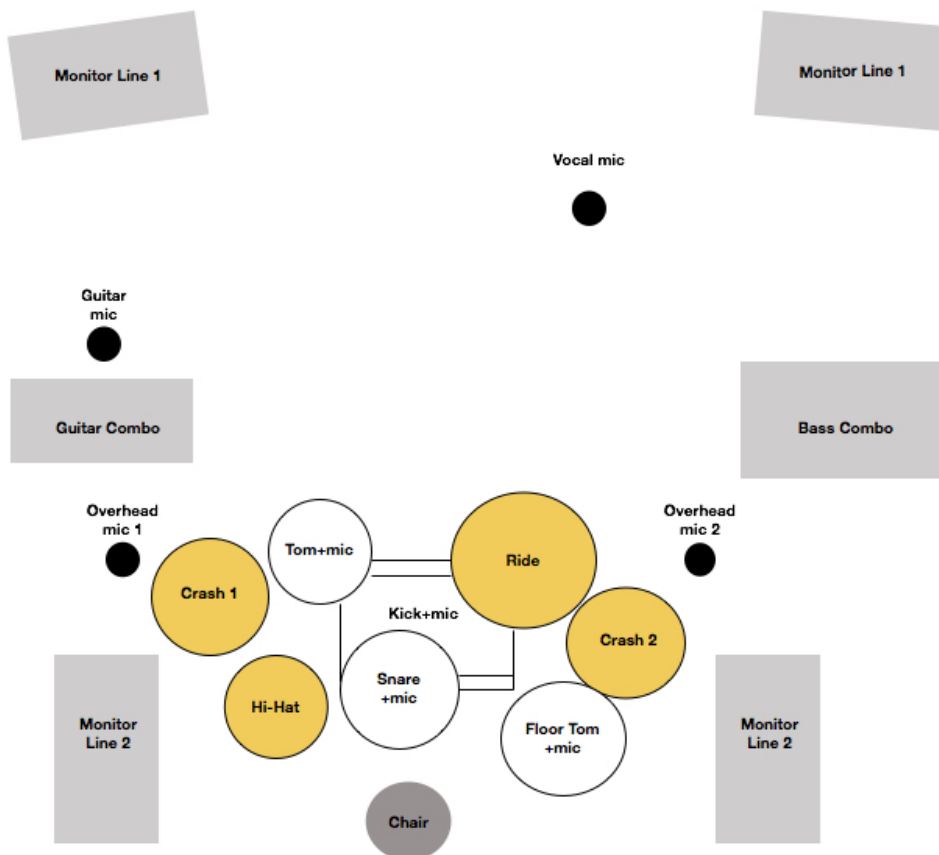 Monitor Line 1
Monitor Line 1
Vocal mic
Guitar
mic
Guitar Combo
Bass Combo
Overhead
mic 1
Overhead
mic 2
Tom+mic
Ride
Crash 1
Kick+mic
Crash 2
Snare
+mic
Hi-Hat
Floor Tom
+mic
Monitor
Line 2
Monitor
Line 2
Chair